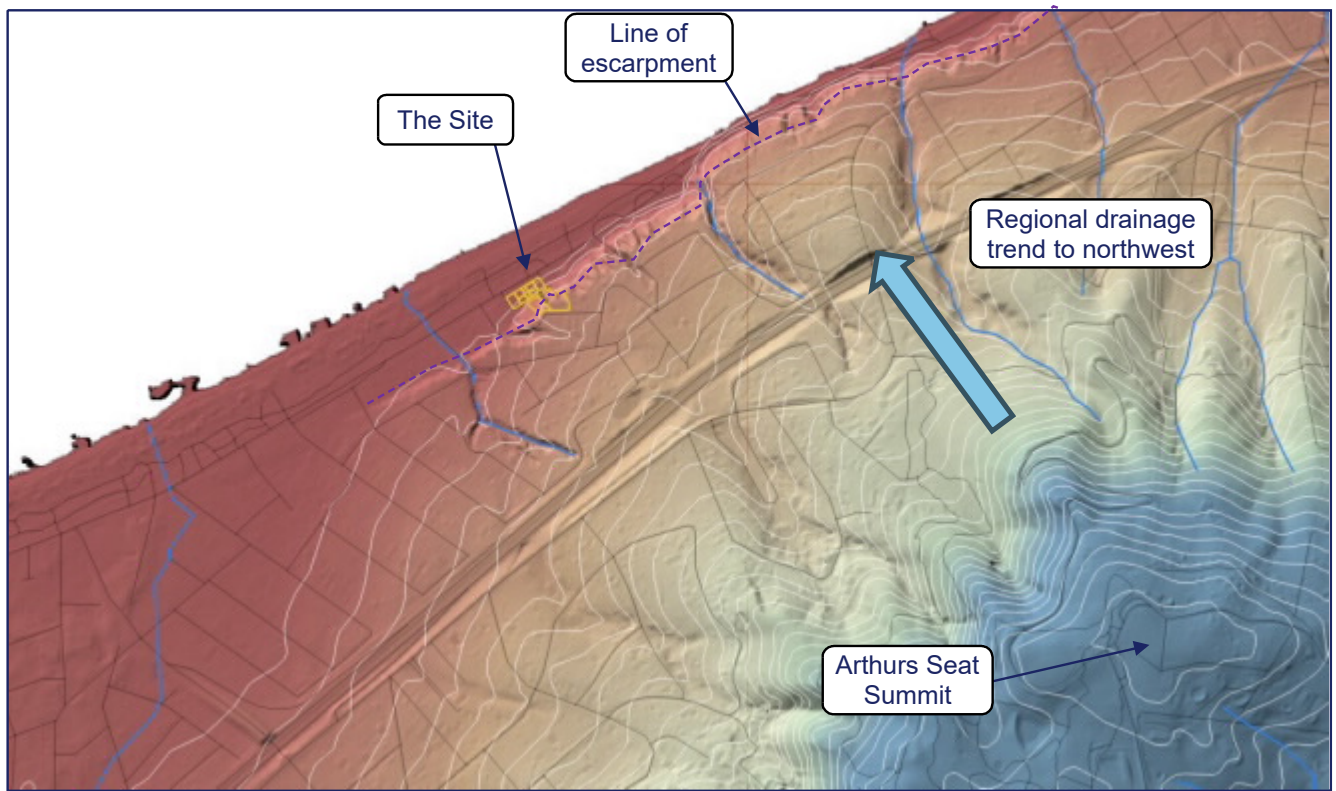 Line of
escarpment
The Site
Regional drainage
trend to northwest
Arthurs Seat
Summit